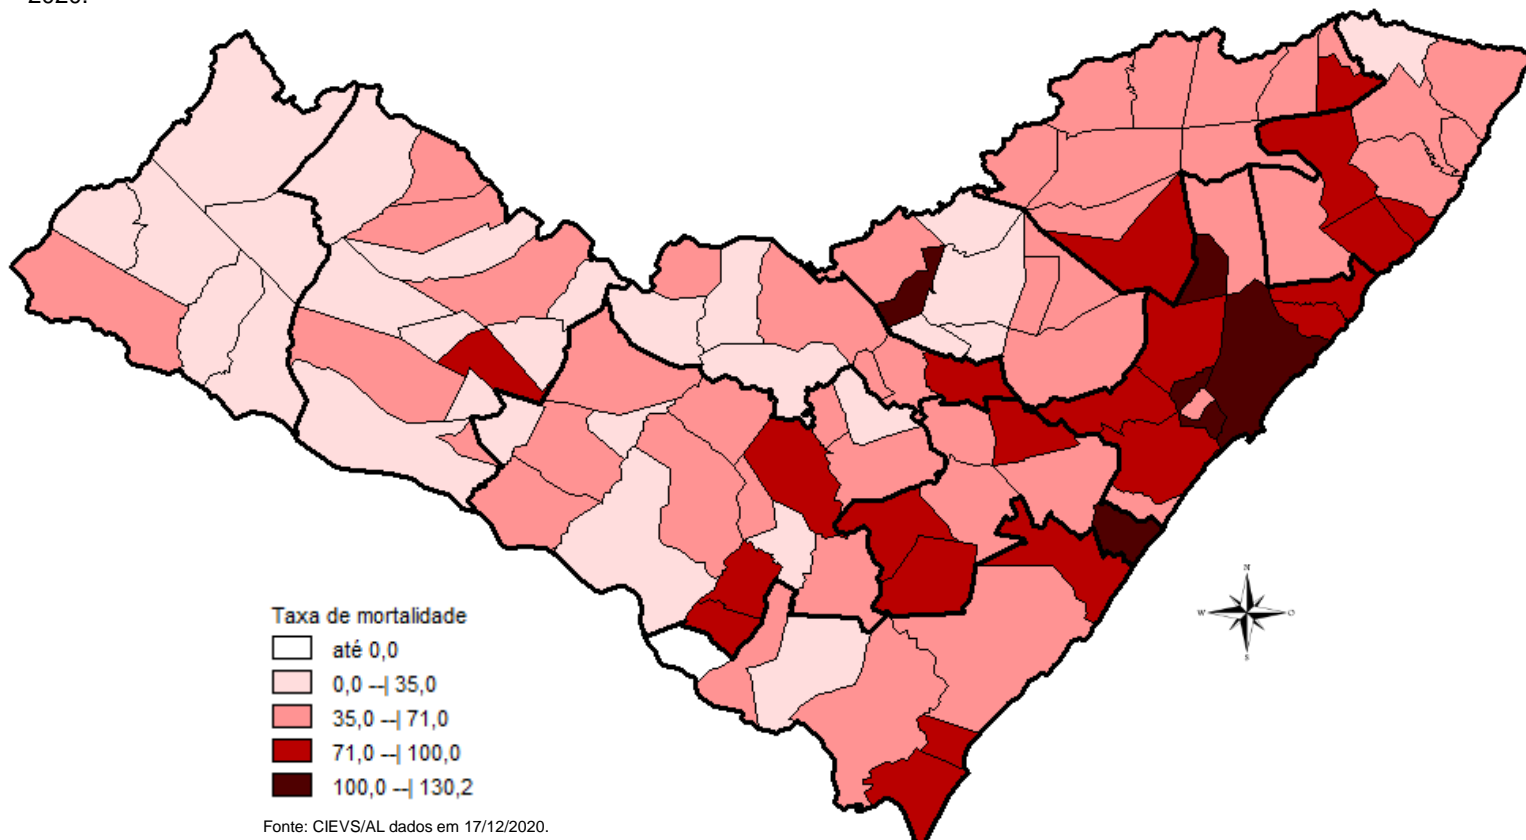 2020.
N
W
O
S
Taxa de mortalidade
até 0,0
0,0 --| 35,0
35,0 --| 71,0
71,0 --| 100,0
100,0 --| 130,2
Fonte: CIEVS/AL dados em 17/12/2020.